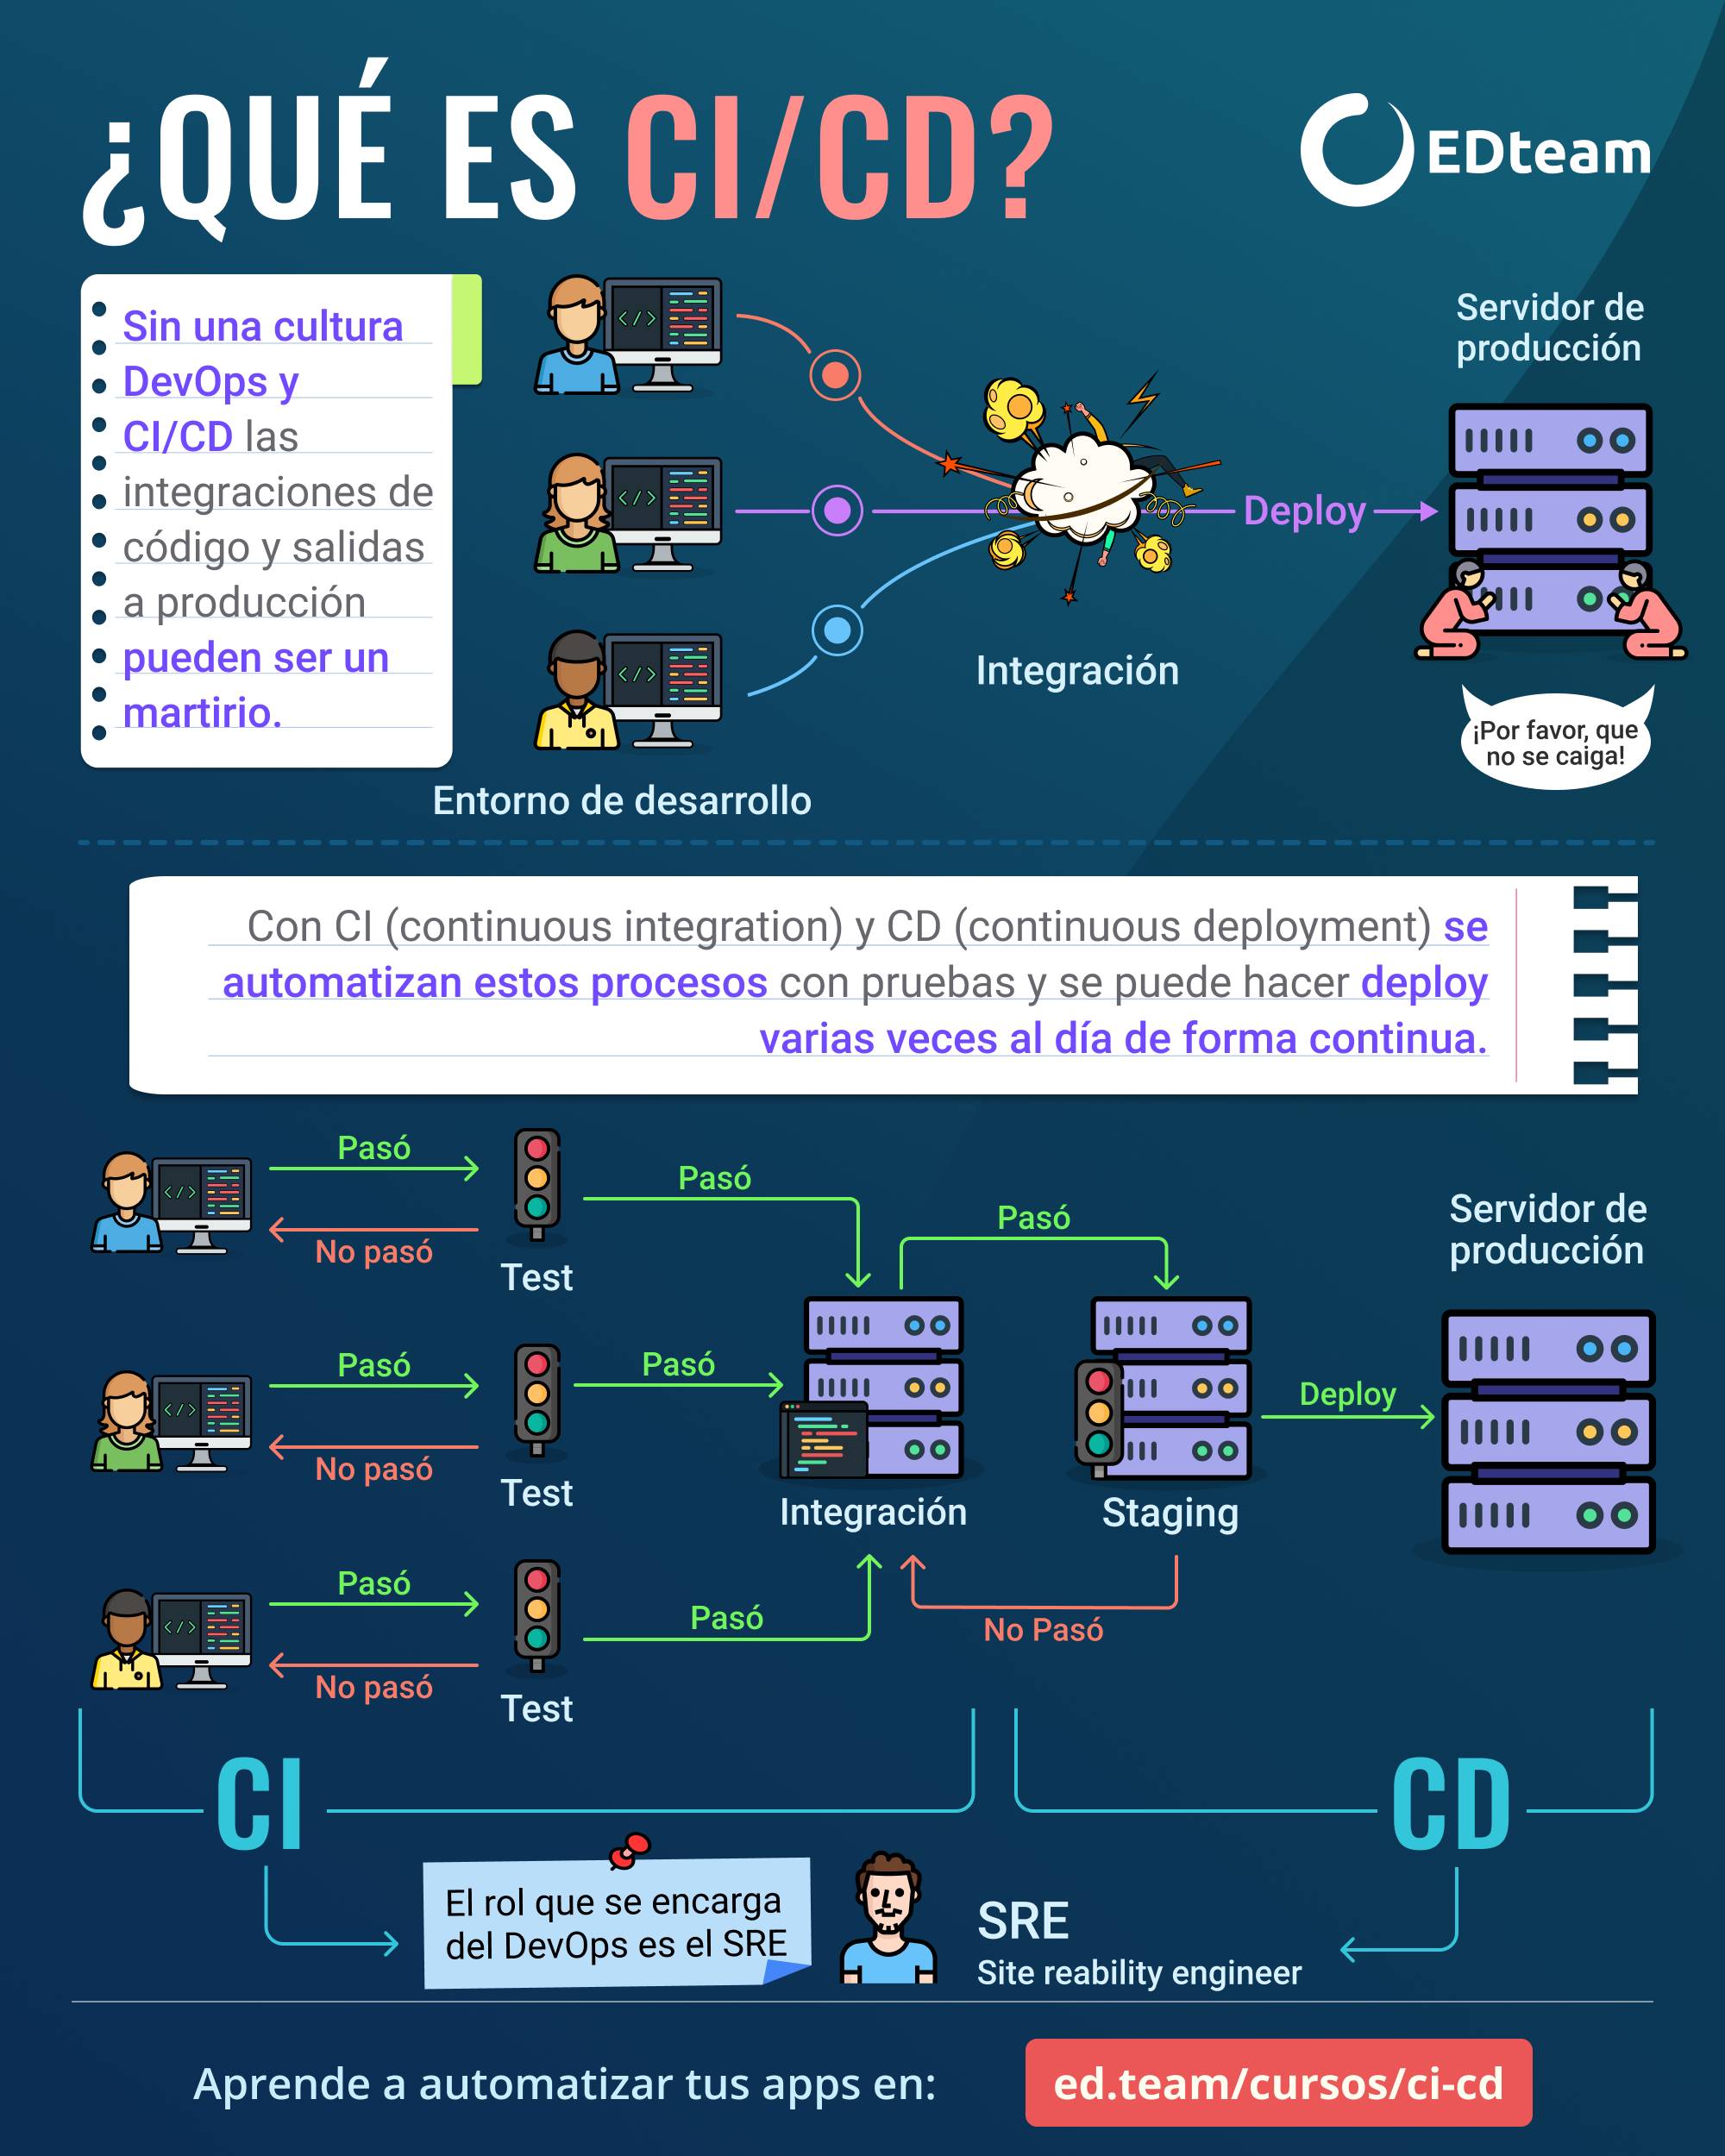 ¿QUÉ ES CI/CD?
EDteam
Sin una cultura
DevOps y
CI/CD las
integraciones de
código y salidas
a producción
pueden ser un
martirio.
</>
</>
</>
Entorno de desarrollo
Integración
Deploy
Servidor de
producción
¡Por favor, que
no se caiga!
Con CI (continuous integration) y CD (continuous deployment) se
automatizan estos procesos con pruebas y se puede hacer deploy
varias veces al día de forma continua.
</>
Pasó
No pasó
Test
Pasó
</>
Pasó
No pasó
Test
Pasó
</>
Pasó
No pasó
Test
Pasó
Integración
Pasó
Staging
No Pasó
Deploy
Servidor de
producción
CI
CD
El rol que se encarga
del DevOps es el SRE
SRE
Site reability engineer
Aprende a automatizar tus apps en:
ed.team/cursos/ci-cd